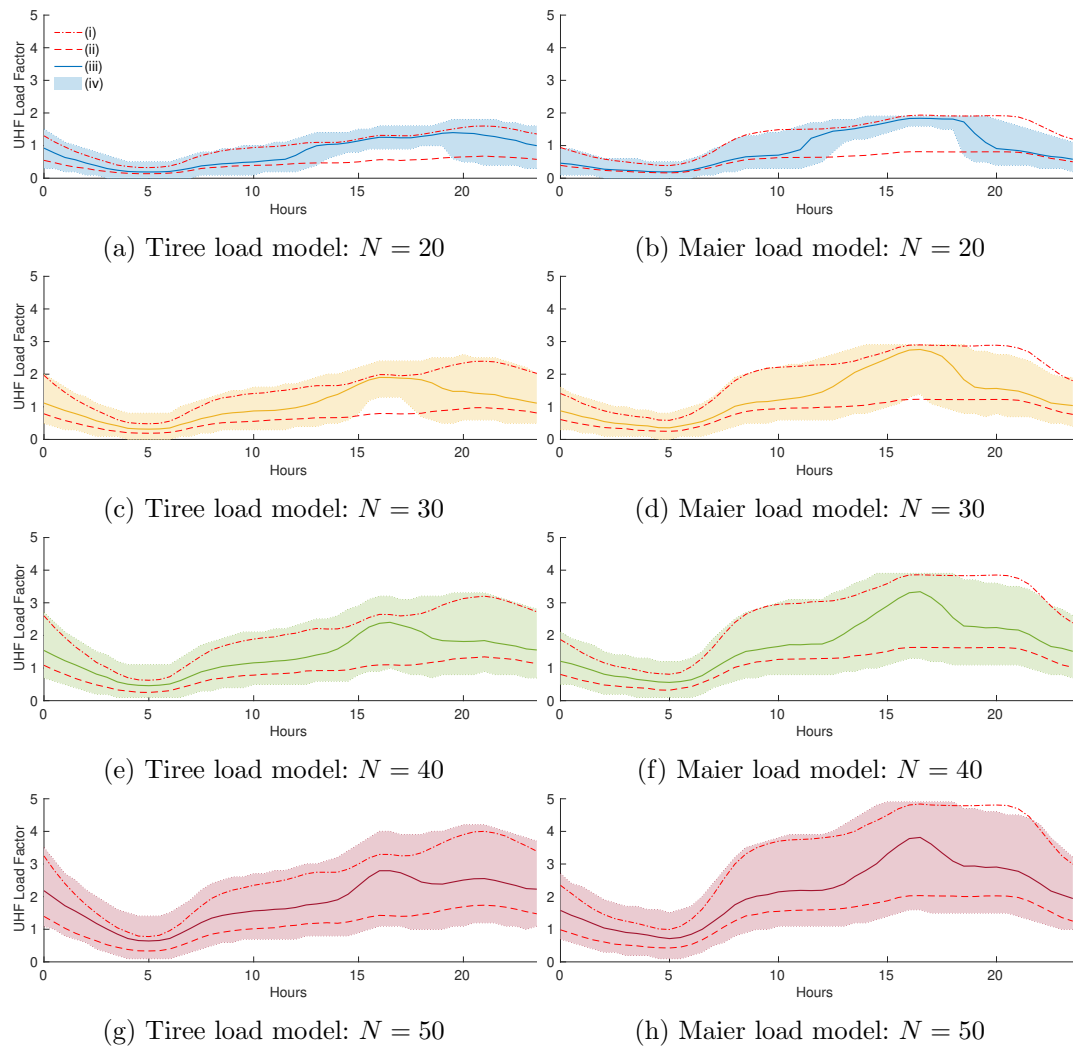 UHF Load Factor
5
4
3
2
1
0
(i)
(ii)
(iii)
(iv)
0 5 10 15 20
Hours
(a) Tiree load model: N = 20
5
4
3
2
1
0
0 5 10 15 20
Hours
(b) Maier load model: N = 20
UHF Load Factor
5
4
3
2
1
0
0 5 10 15 20
Hours
(c) Tiree load model: N = 30
5
4
3
2
1
0
0 5 10 15 20
Hours
(d) Maier load model: N = 30
UHF Load Factor
5
4
3
2
1
0
0 5 10 15 20
Hours
(e) Tiree load model: N = 40
5
4
3
2
1
0
0 5 10 15 20
Hours
(f) Maier load model: N = 40
UHF Load Factor
5
4
3
2
1
0
0 5 10 15 20
Hours
(g) Tiree load model: N = 50
5
4
3
2
1
0
0 5 10 15 20
Hours
(h) Maier load model: N = 50